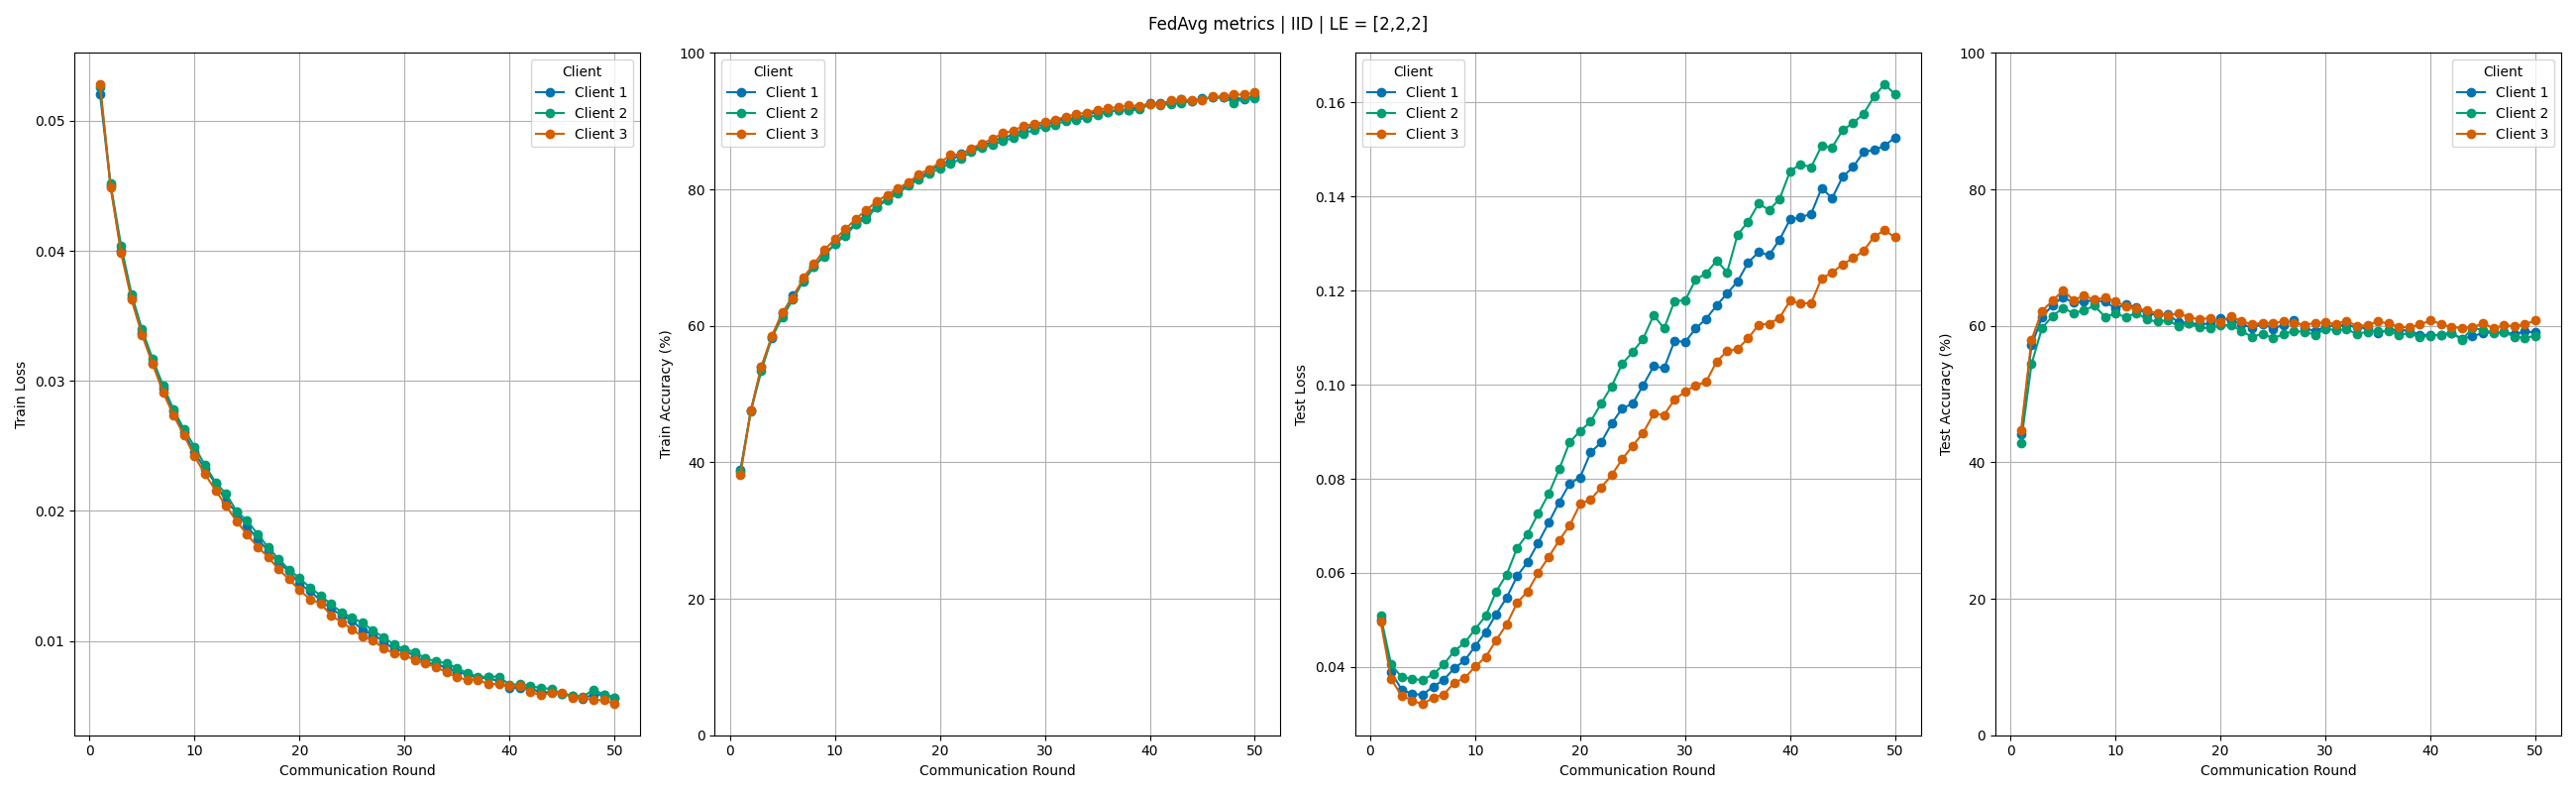 FedAvg metrics | IID | LE = [2,2,2]
Train Loss
0.05
0.04
0.03
0.02
0.01
0
10
20
30
40
50
Communication Round
Client
Client 1
Client 2
Client 3
Train Accuracy (%)
100
80
60
40
20
0
0
10
20
30
40
50
Communication Round
Client
Client 1
Client 2
Client 3
Test Loss
0.16
0.14
0.12
0.10
0.08
0.06
0.04
0
10
20
30
40
50
Communication Round
Client
Client 1
Client 2
Client 3
Test Accuracy (%)
100
80
60
40
20
0
0
10
20
30
40
50
Communication Round
Client
Client 1
Client 2
Client 3